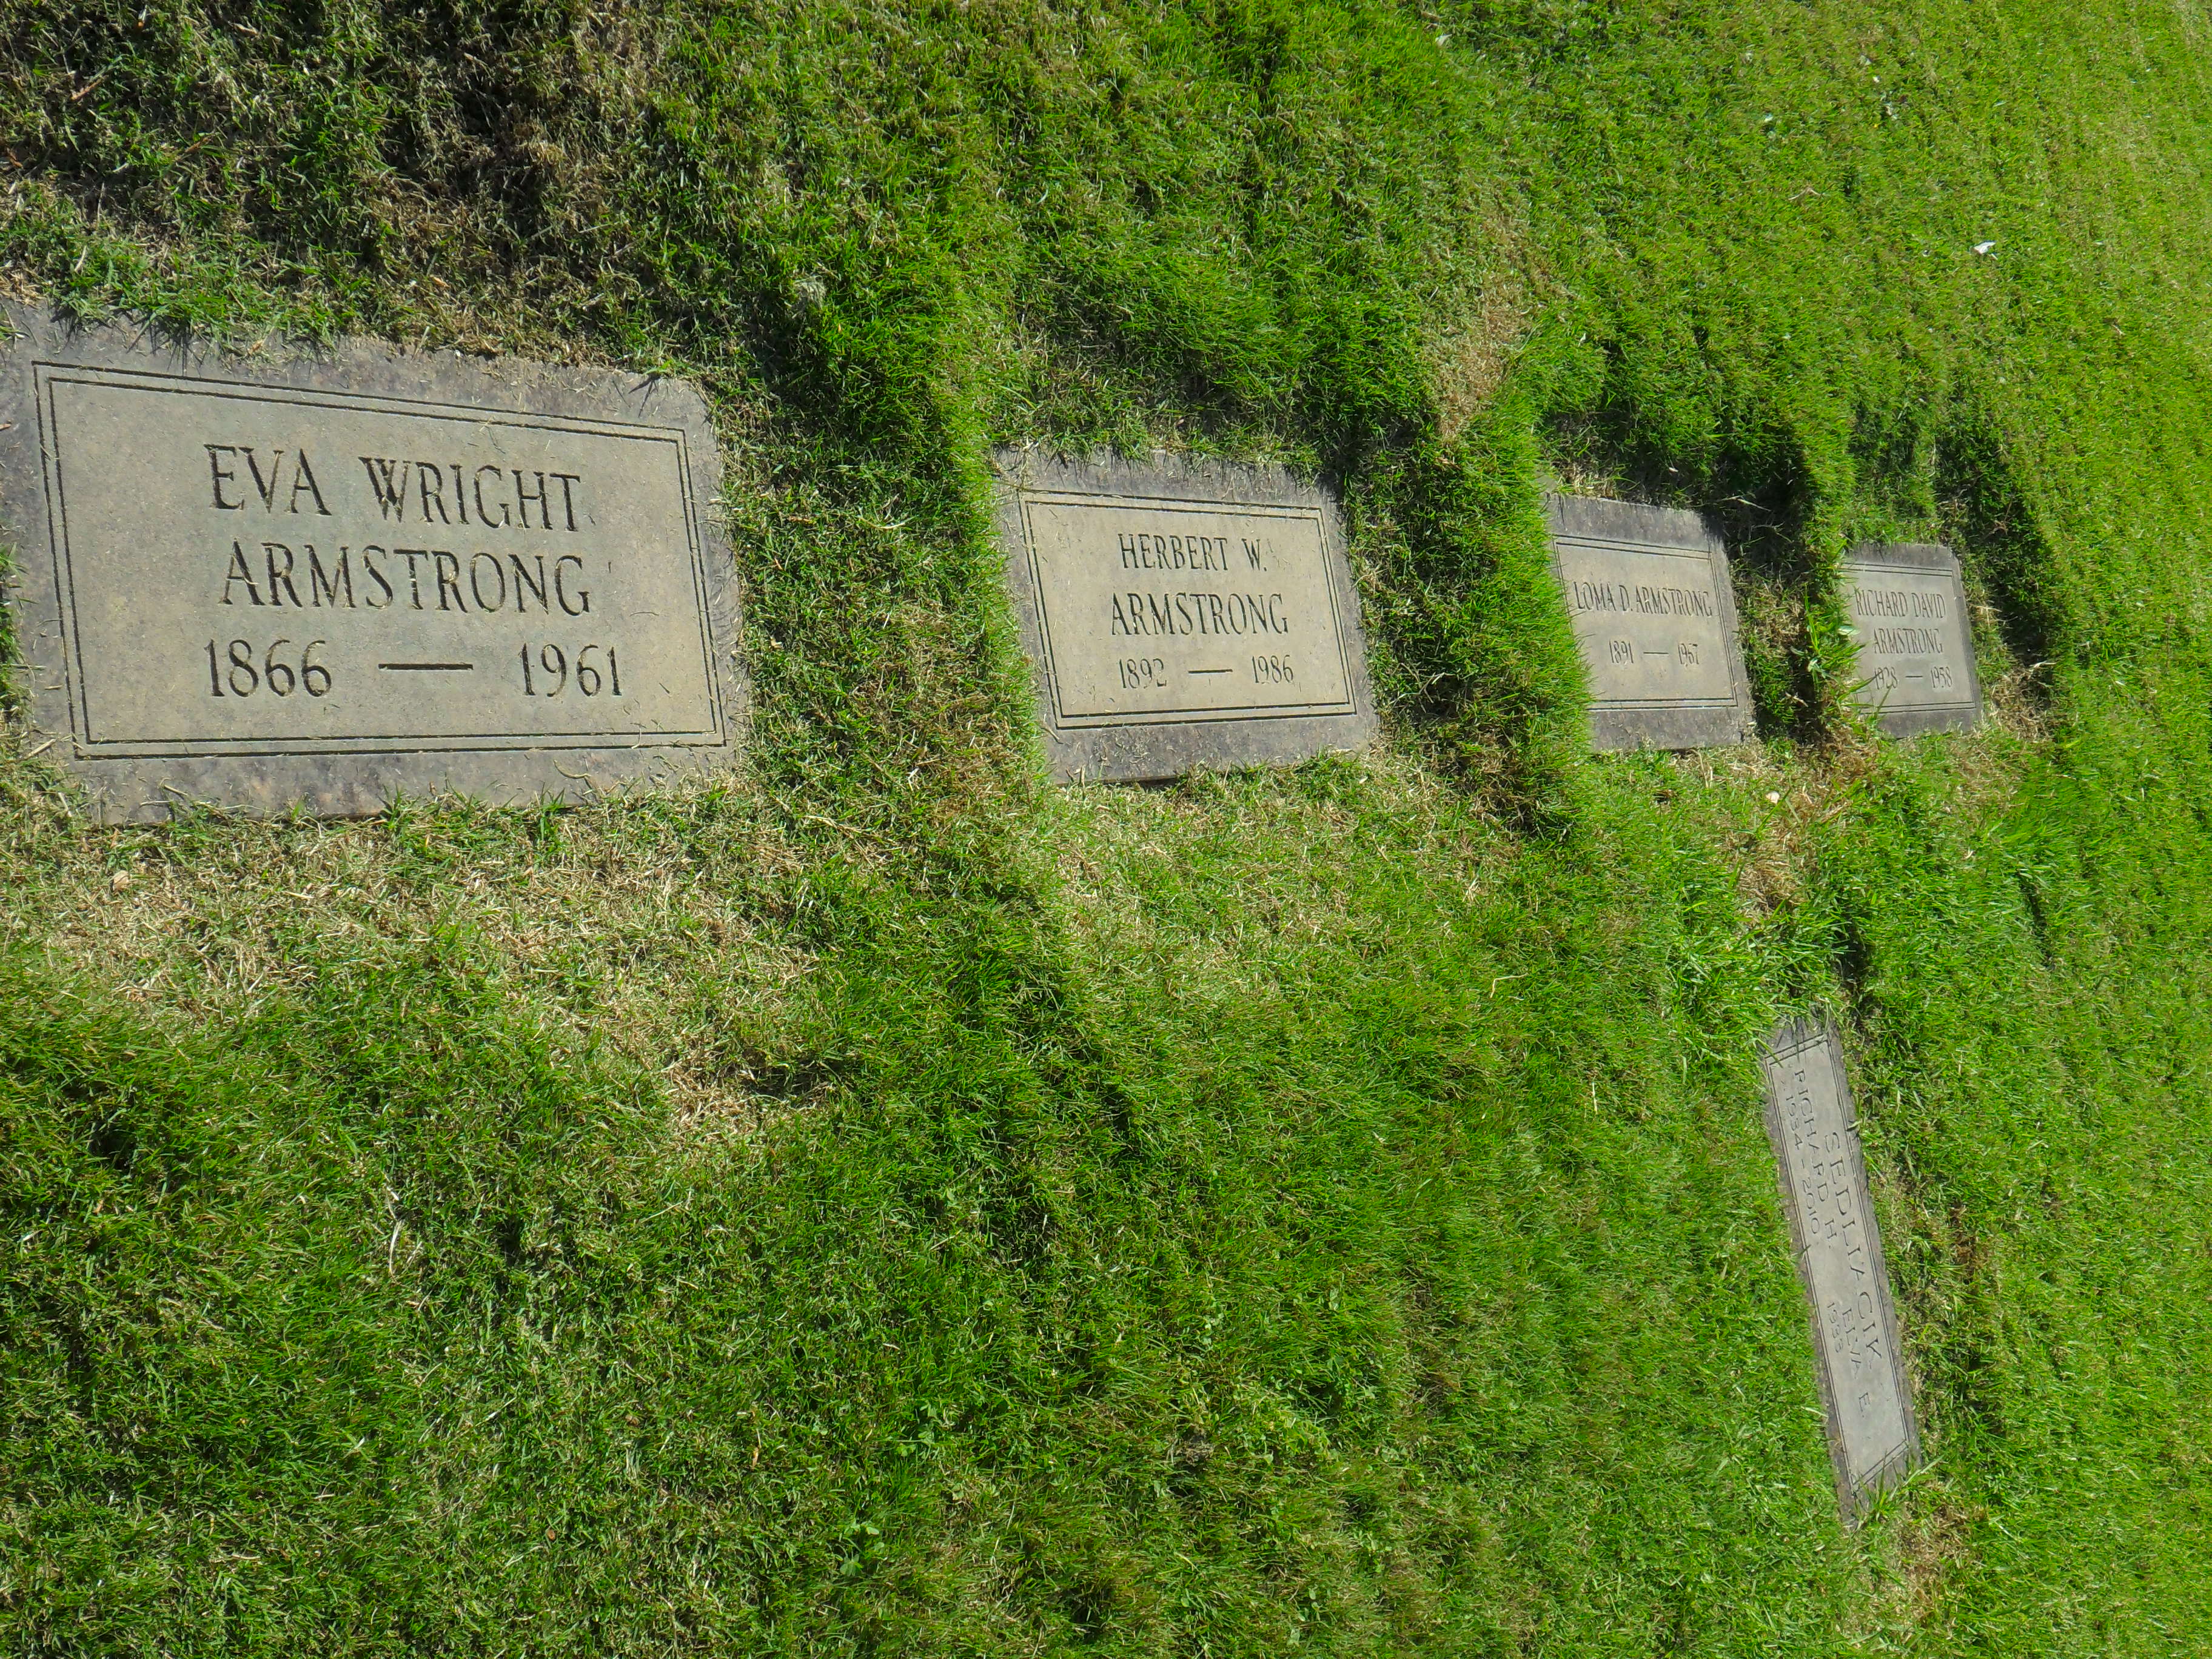 EVA WRIGHT
ARMSTRONG
1866 — 1961
HERBERT W.
ARMSTRONG
1892 — 1986
LOMA D. ARMSTRONG
1891 — 1967
RICHARD DAVID
ARMSTRONG
1928 — 1958
SEDLIACIK
RICHARD H. ELVA E.
1934 – 2010 1933